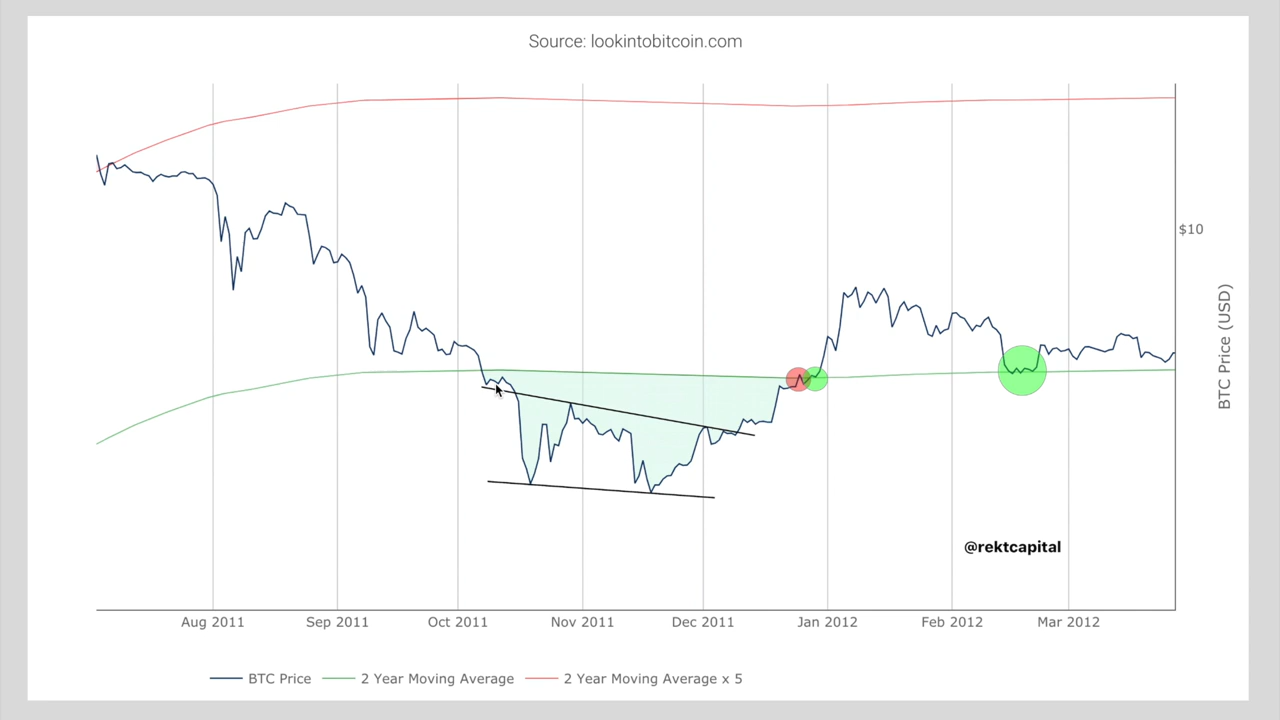 Source: lookintobitcoin.com
$10
BTC Price (USD)
@rektcapital
Aug 2011 Sep 2011 Oct 2011 Nov 2011 Dec 2011 Jan 2012 Feb 2012 Mar 2012
BTC Price 2 Year Moving Average 2 Year Moving Average x 5